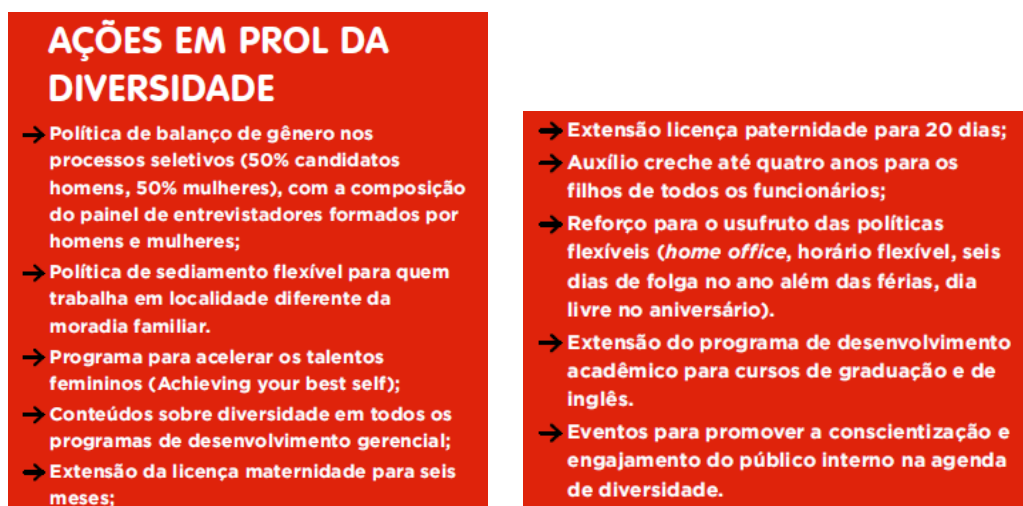 AÇÕES EM PROL DA
DIVERSIDADE
→ Política de balanço de gênero nos
processos seletivos (50% candidatos
homens, 50% mulheres), com a composição
do painel de entrevistadores formados por
homens e mulheres;
→ Política de sediamento flexível para quem
trabalha em localidade diferente da
moradia familiar.
→ Programa para acelerar os talentos
femininos (Achieving your best self);
→ Conteúdos sobre diversidade em todos os
programas de desenvolvimento gerencial;
→ Extensão da licença maternidade para seis
meses;
→ Extensão licença paternidade para 20 dias;
→ Auxílio creche até quatro anos para os
filhos de todos os funcionários;
→ Reforço para o usufruto das políticas
flexíveis (home office, horário flexível, seis
dias de folga no ano além das férias, dia
livre no aniversário).
→ Extensão do programa de desenvolvimento
acadêmico para cursos de graduação e de
inglês.
→ Eventos para promover a conscientização e
engajamento do público interno na agenda
de diversidade.